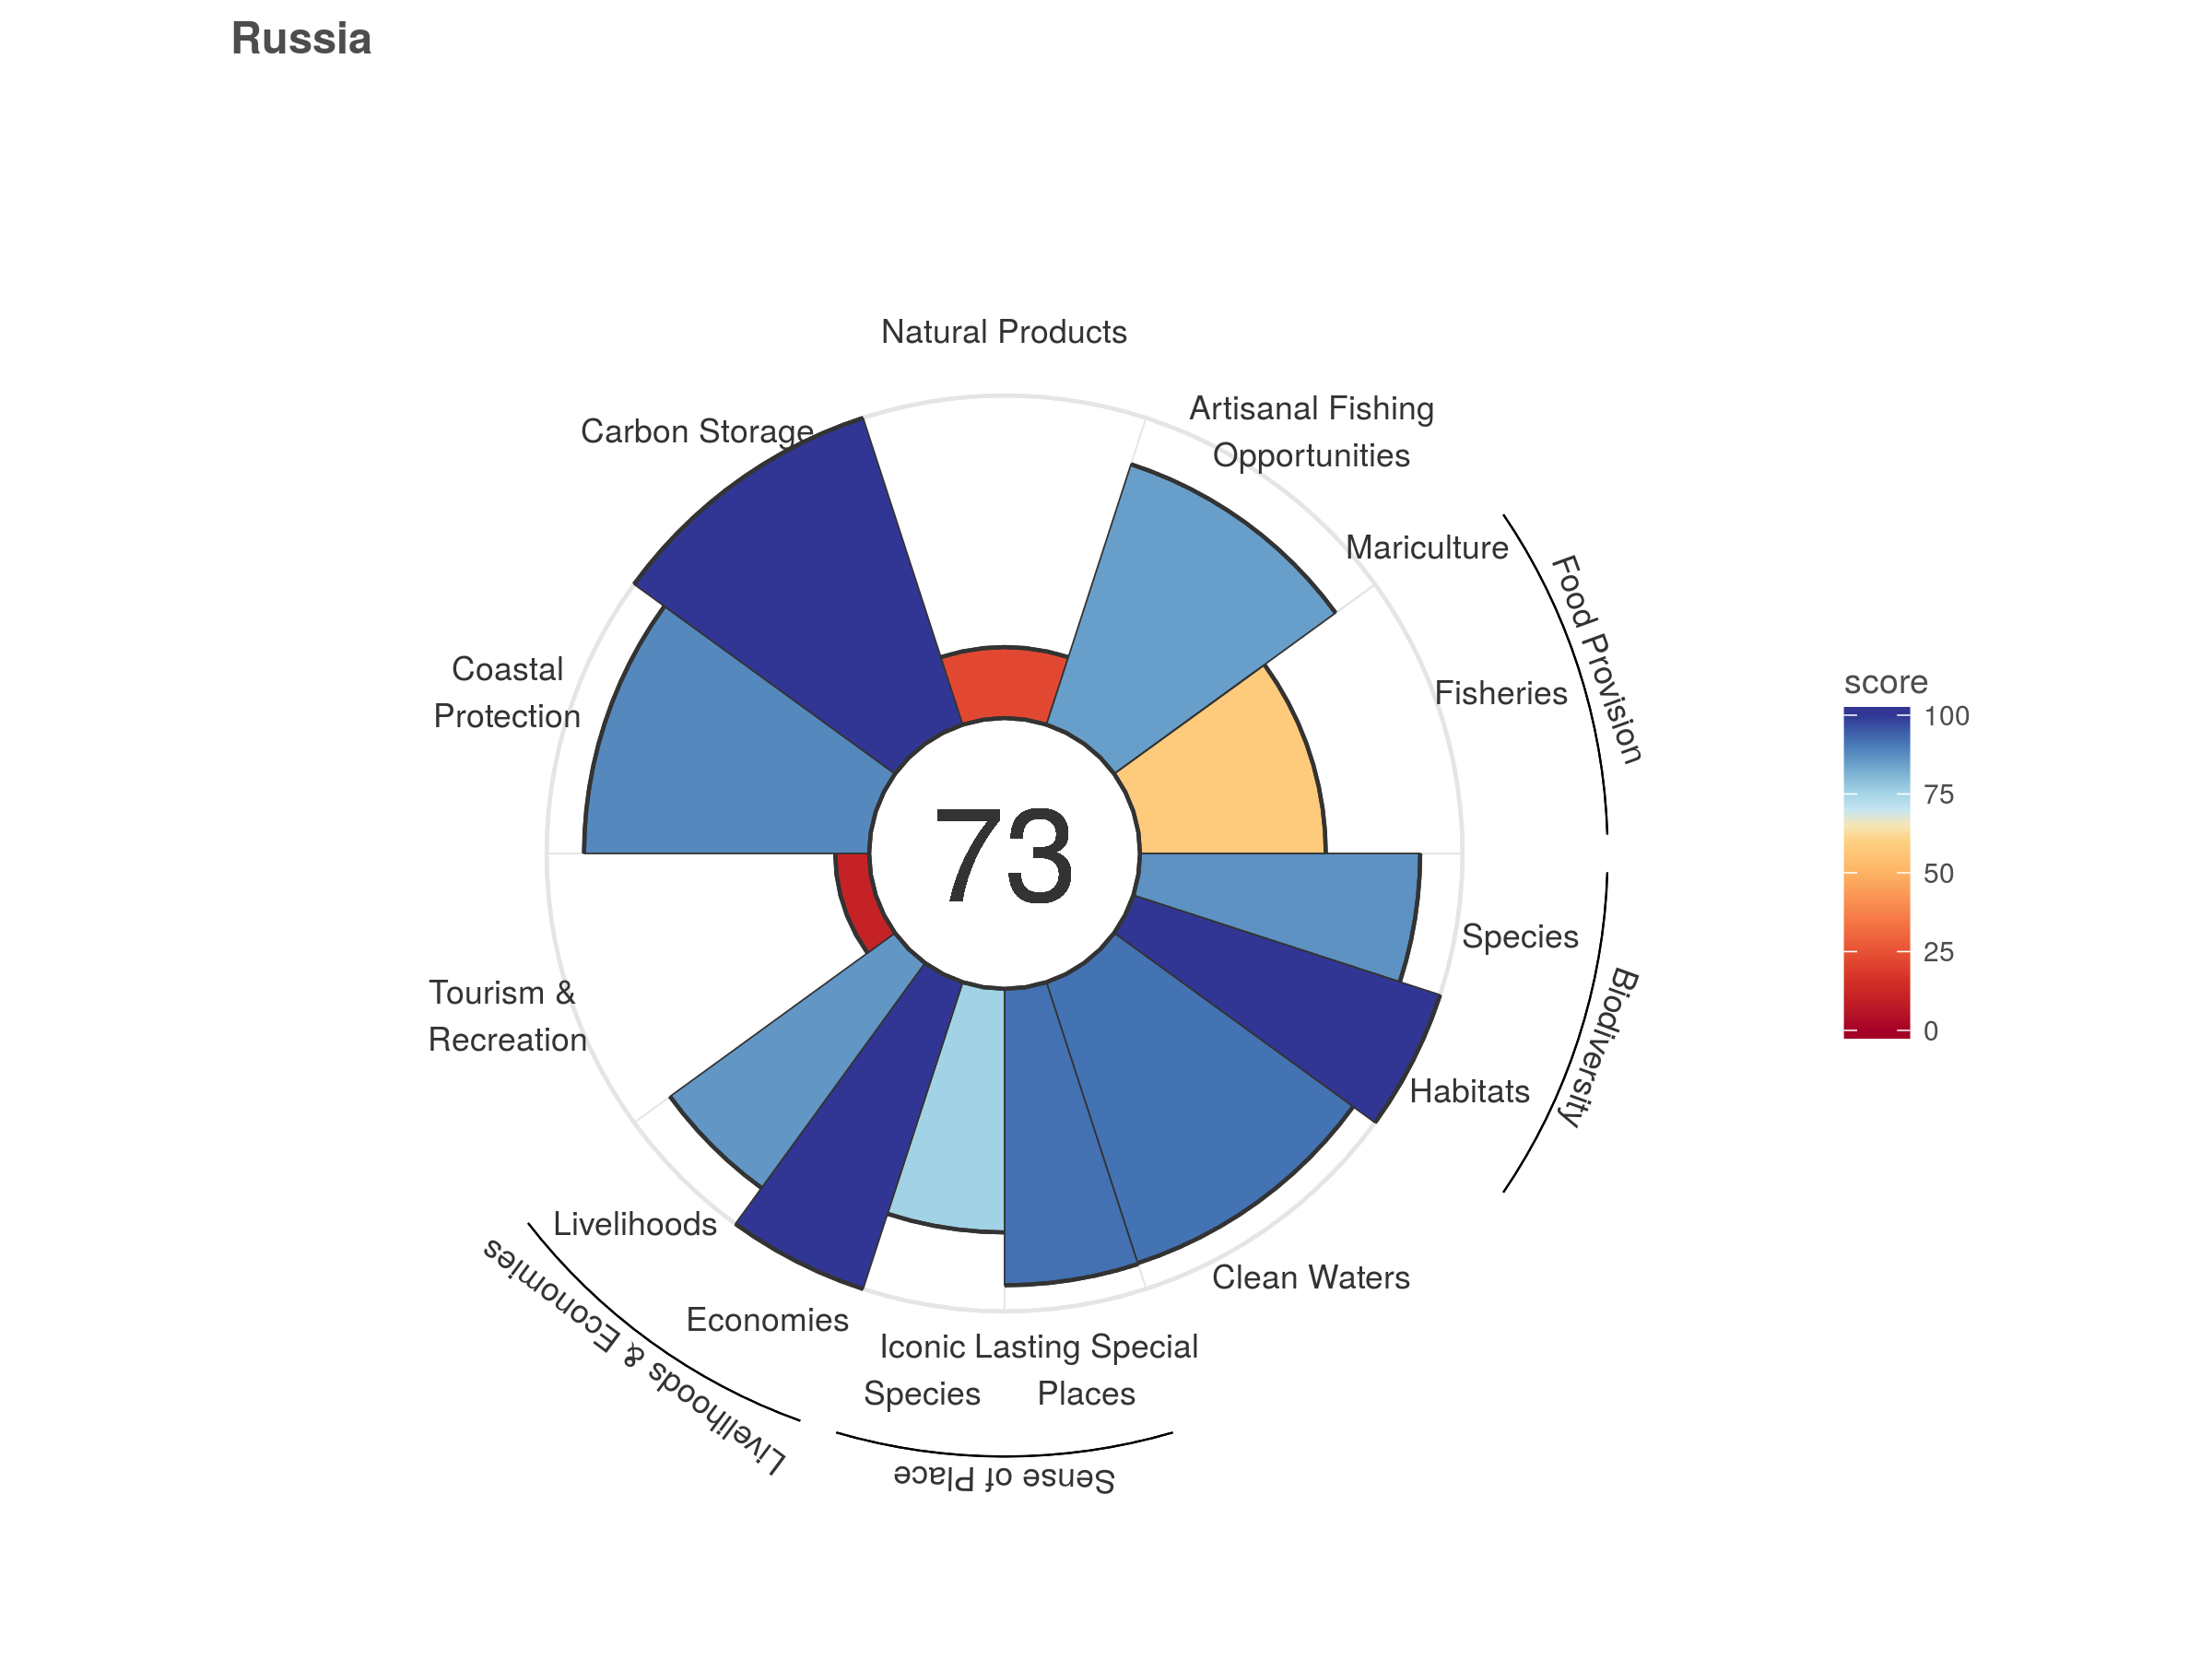 Russia
Natural Products
Artisanal Fishing
Opportunities
Carbon Storage
Mariculture
Food Provision
Fisheries
Coastal
Protection
score
100
75
50
25
0
73
Species
Biodiversity
Habitats
Tourism &
Recreation
Livelihoods
Livelihoods & Economies
Economies
Clean Waters
Iconic
Species
Lasting Special
Places
Sense of Place